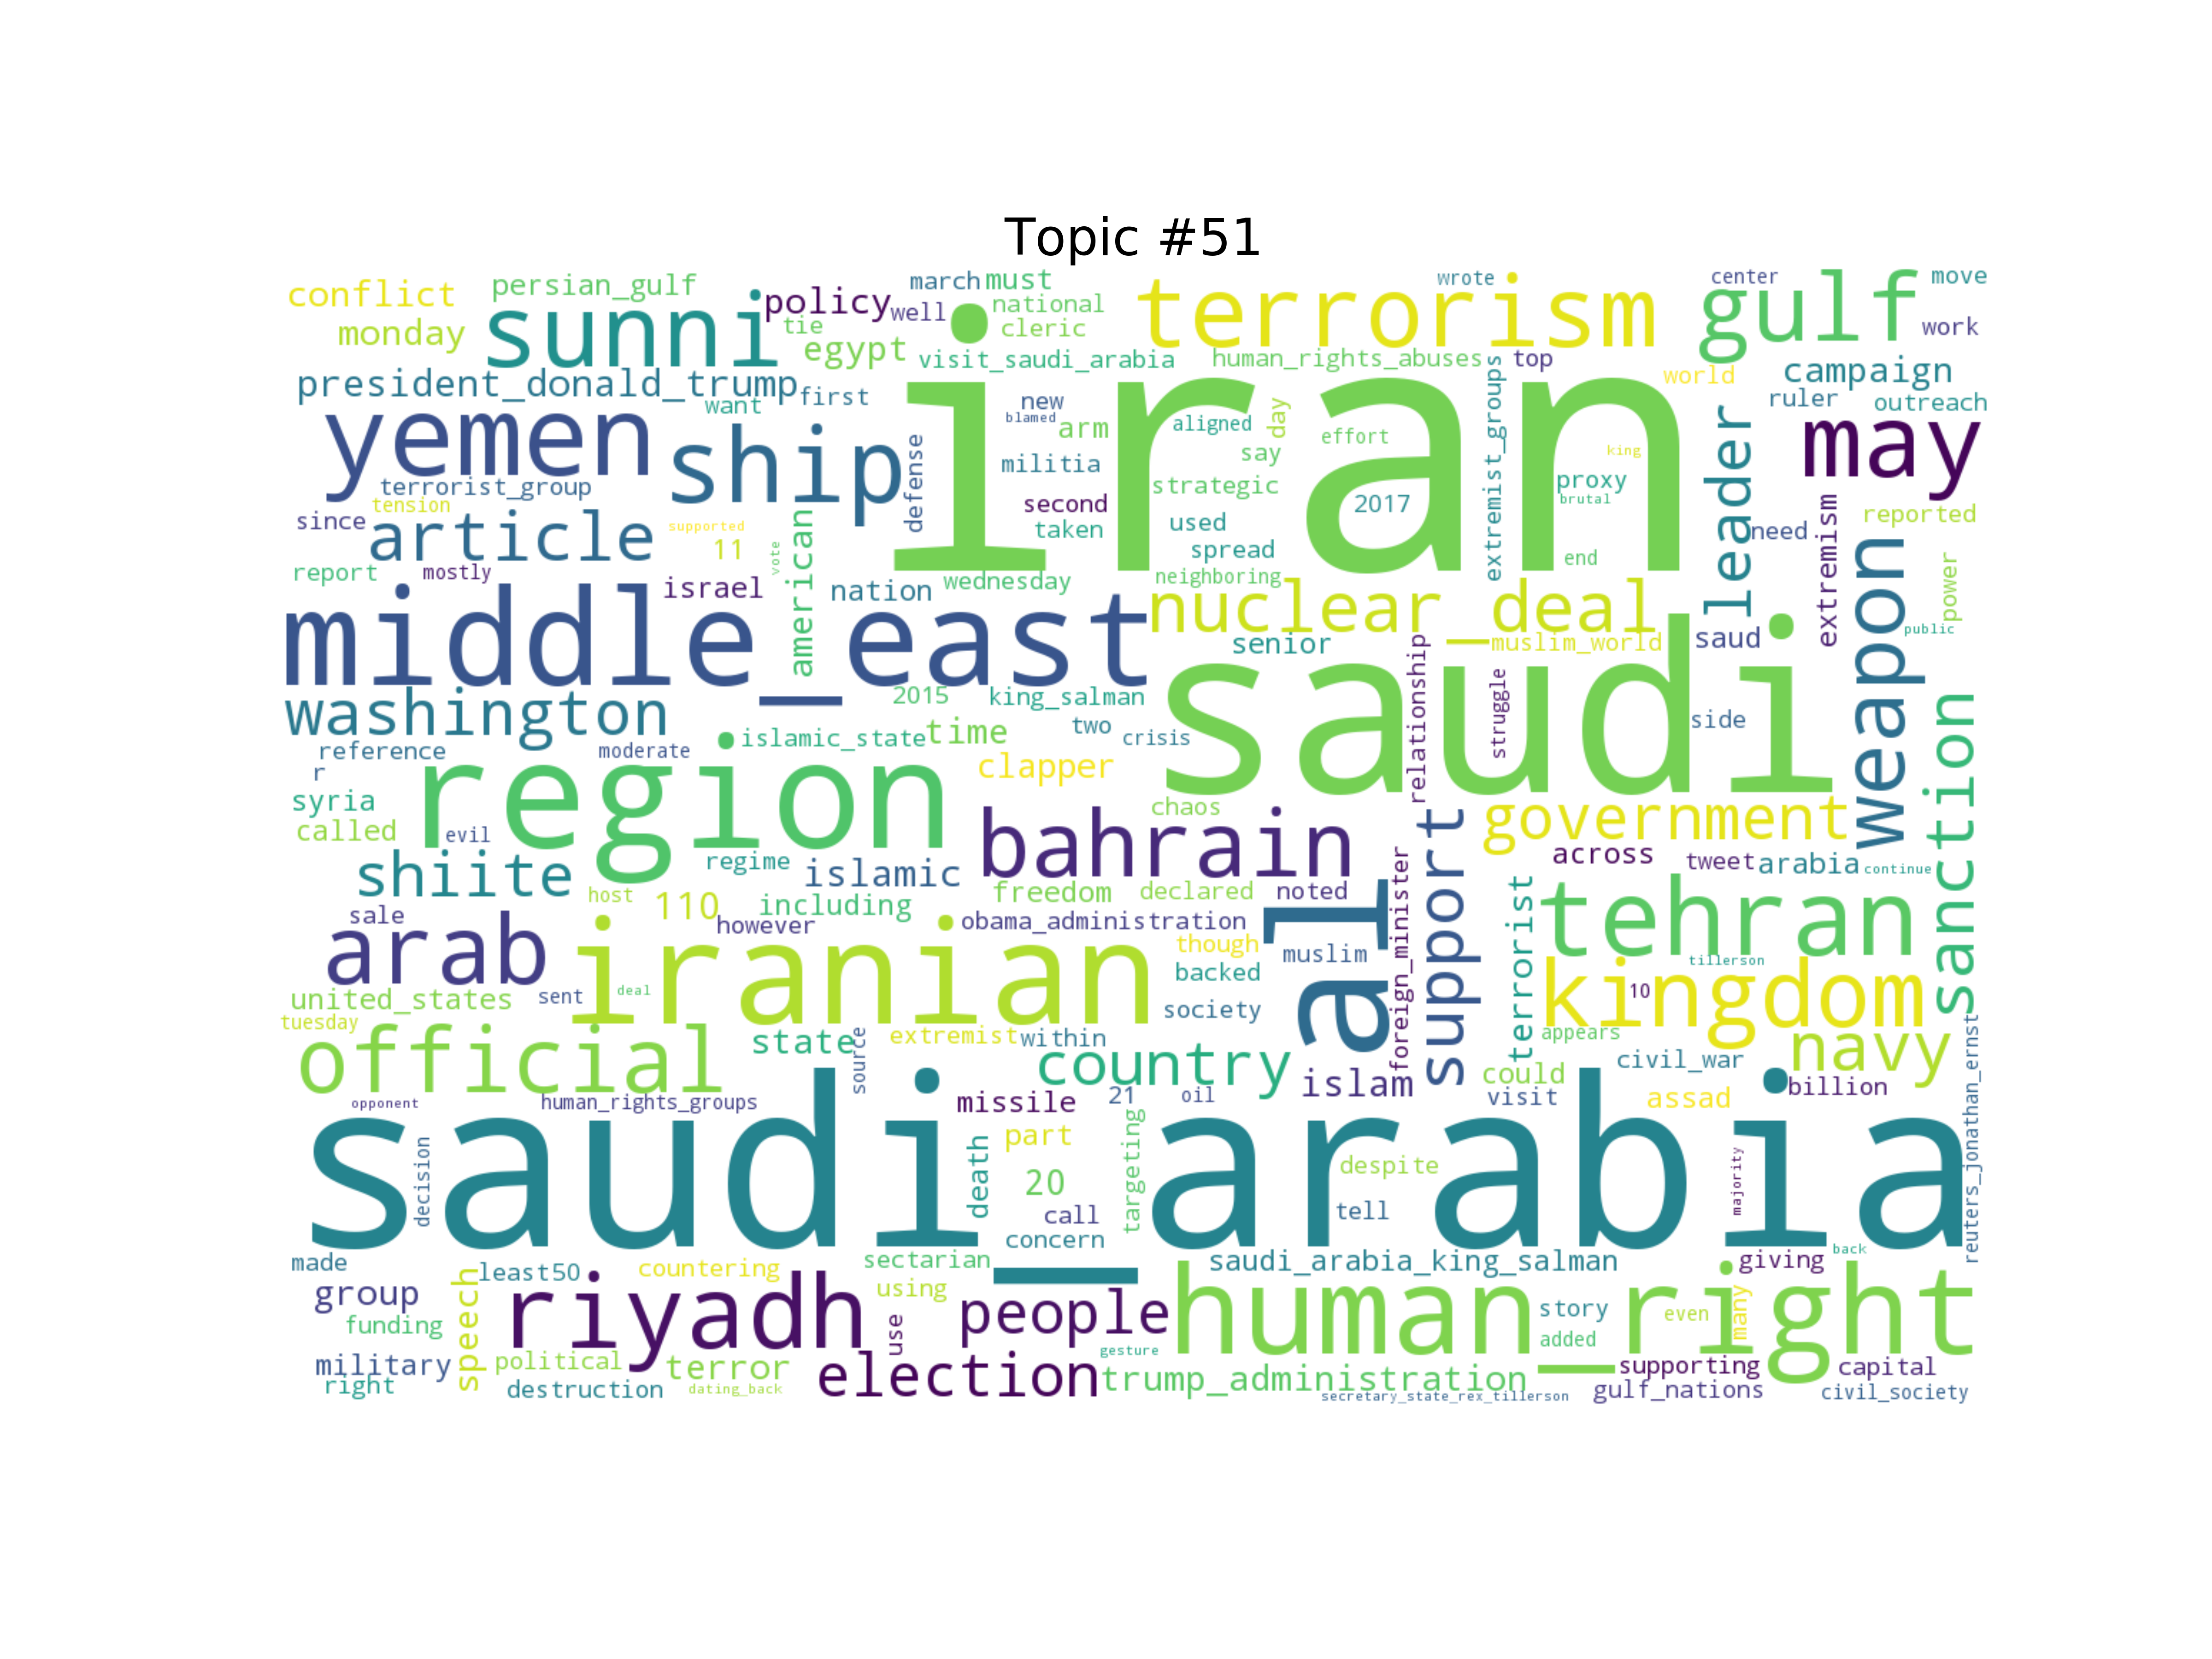 Topic #51
conflict
persian_gulf
march
must
wrote
center
move
monday
sunni
policy
well
national
tie
cleric
terrorism
gulf
work
egypt
visit_saudi_arabia
human_rights_abuses
top
world
campaign
president_donald_trump
first
want
ruler
outreach
yemen
ship
defense
iran
new
blamed
arm
militia
second
taken
aligned
day
say
strategic
used
spread
neighboring
effort
2017
extremist_groups
king
proxy
brutal
end
leader
may
terrorist_group
tension
since
article
supported
11
vote
american
need
extremism
reported
report
mostly
israel
nation
wednesday
nuclear_deal
weapon
power
public
middle_east
senior
muslim_world
saud
relationship
struggle
saudi
side
sanction
washington
2015
king_salman
two
crisis
reference
moderate
islamic_state
time
r
region
clapper
syria
called
evil
chaos
bahrain
government
shiite
regime
islamic
across
tweet
arabia
continue
host
110
including
freedom
declared
noted
al
foreign_minister
support
terrorist
tehran
sale
however
obama_administration
arab
iranian
though
muslim
backed
tillerson
kingdom
10
united_states
sent
deal
society
tuesday
official
state
source
extremist
within
country
appears
navy
civil_war
could
islam
visit
assad
billion
reuters_jonathan_ernst
opponent
human_rights_groups
missile
21
oil
saudi_arabia
decision
death
part
20
targeting
call
concern
despite
tell
majority
made
least50
countering
sectarian
saudi_arabia_king_salman
giving
back
group
speech
riyadh
using
people
human_right
story
even
many
funding
use
added
military
political
terror
gesture
election
trump_administration
supporting
capital
right
destruction
dating_back
secretary_state_rex_tillerson
gulf_nations
civil_society